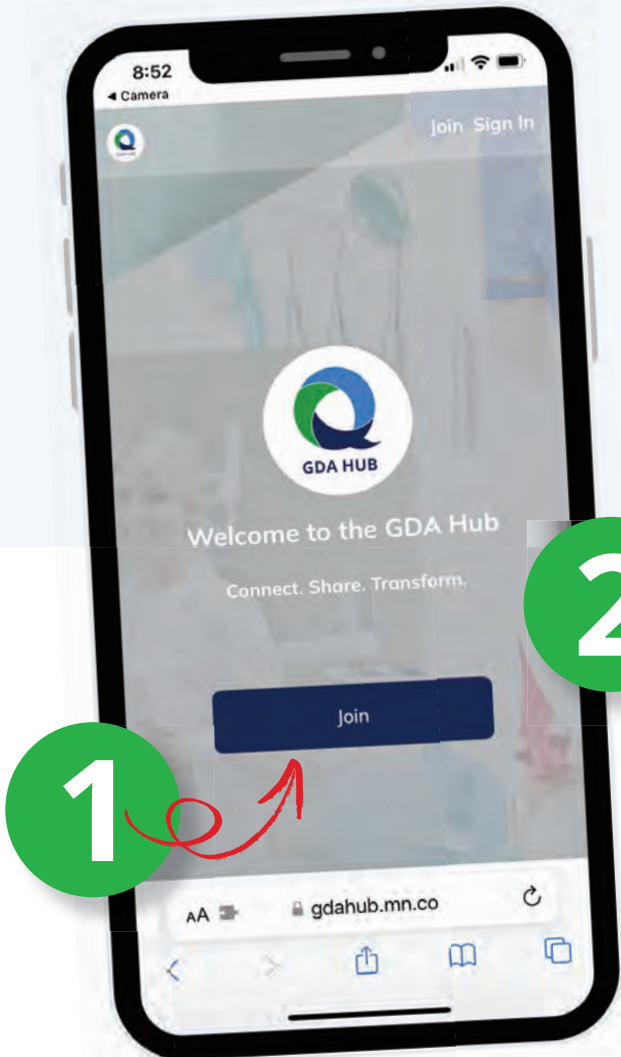 8:52
◄ Camera
Join Sign In
GDA HUB
Welcome to the GDA Hub
Connect. Share. Transform.
2
Join
1
AA
gdahub.mn.co